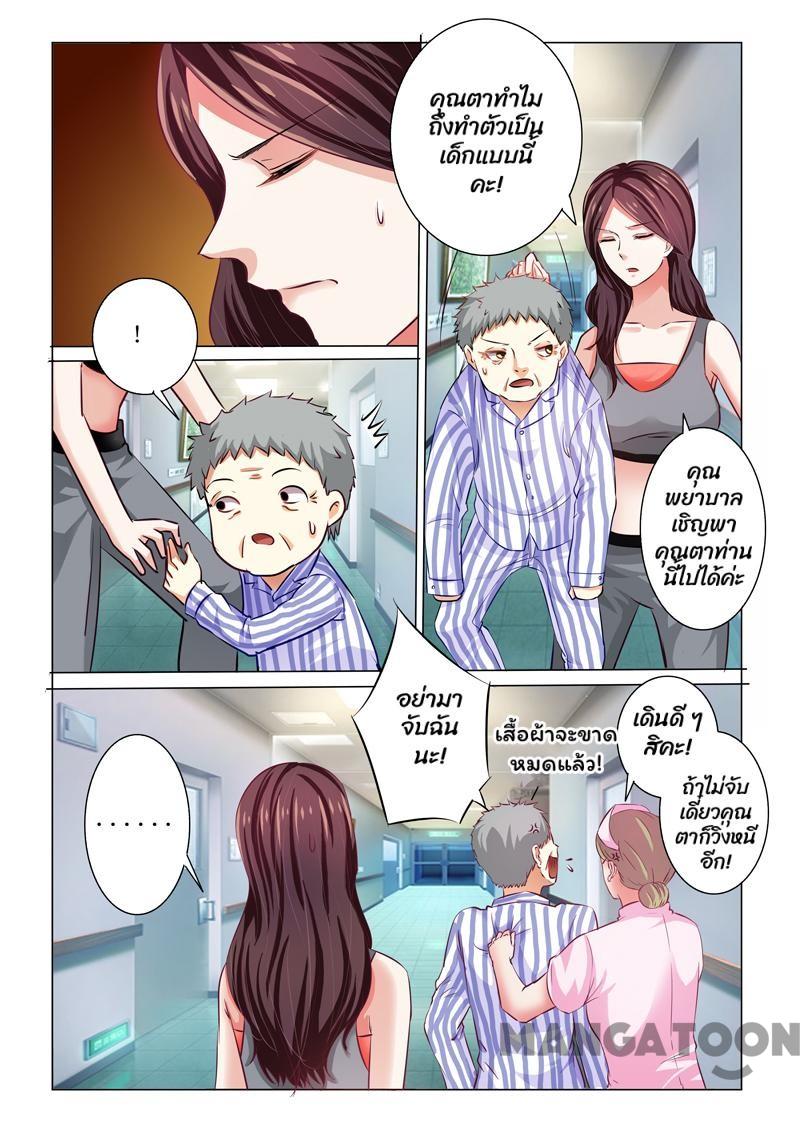 คุณตาทำไม
ถึงทำตัวเป็น
เด็กแบบนี้
คะ!
!
คุณ
พยาบาล
เชิญพา
คุณตาท่าน
นี้ไปได้ค่ะ
อย่ามา
จับฉัน
นะ!
เสื้อผ้าจะขาด
หมดแล้ว!
เดินดี ๆ
สิคะ!
ถ้าไม่จับ
เดี๋ยวคุณ
ตาก็วิ่งหนี
อีก!
......
MANGATOON